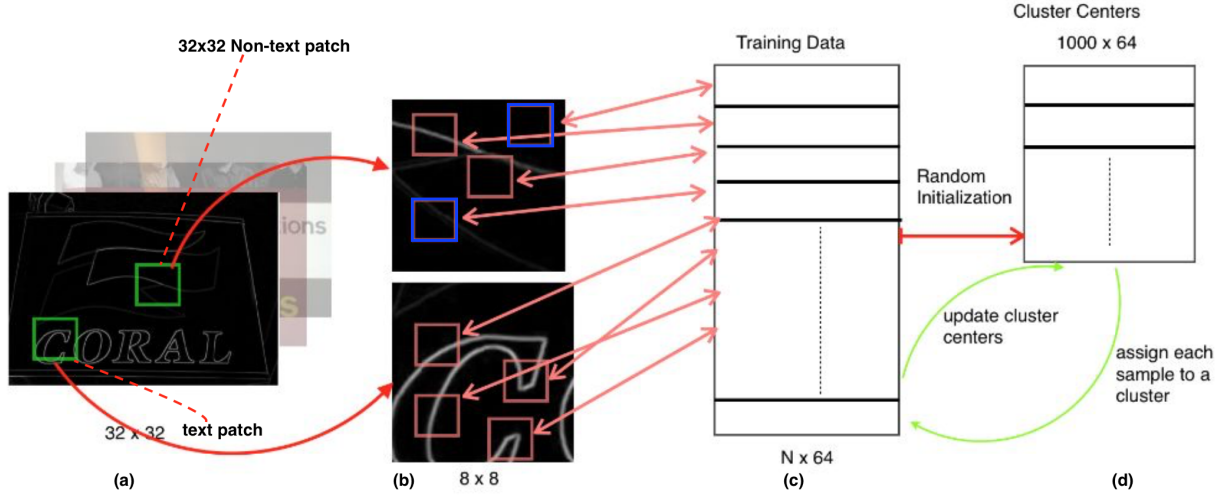 Cluster Centers
1000 x 64
32x32 Non-text patch
Training Data
ions
s
CORAL
Random
Initialization
update cluster
centers
assign each
sample to a
cluster
32 x 32
text patch
N x 64
8 x 8
(a)
(b)
(c)
(d)